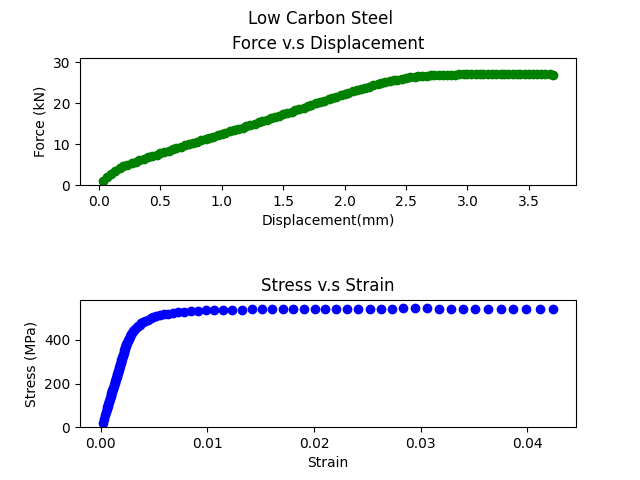 Low Carbon Steel
Force v.s Displacement
30
20
10
0
Force (kN)
0.0 0.5 1.0 1.5 2.0 2.5 3.0 3.5
Displacement(mm)
Stress v.s Strain
400
200
0
Stress (MPa)
0.00 0.01 0.02 0.03 0.04
Strain